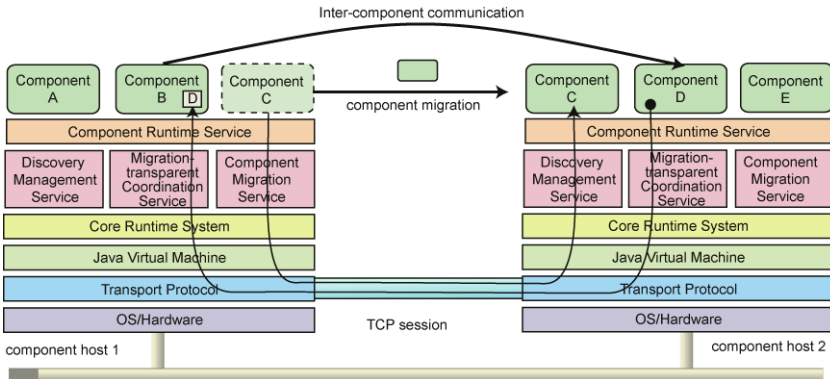 Inter-component communication
Component
A
Component
B
D
Component
C
component migration
Component
C
Component
D
Component
E
Component Runtime Service
Component Runtime Service
Discovery
Management
Service
Migration-
transparent
Coordination
Service
Component
Migration
Service
Discovery
Management
Service
Migration-
transparent
Coordination
Service
Component
Migration
Service
Core Runtime System
Core Runtime System
Java Virtual Machine
Java Virtual Machine
Transport Protocol
Transport Protocol
OS/Hardware
TCP session
OS/Hardware
component host 1
component host 2